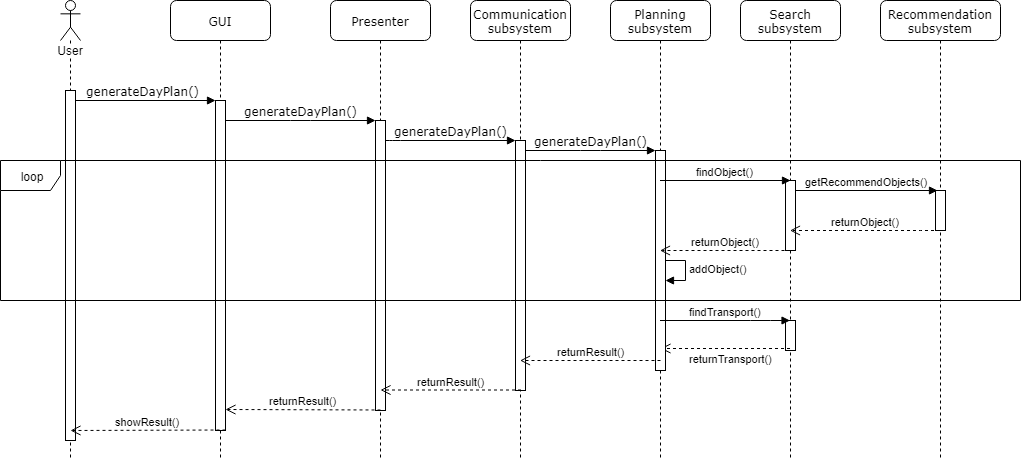 User
GUI
Presenter
Communication
subsystem
Planning
subsystem
Search
subsystem
Recommendation
subsystem
generateDayPlan()
generateDayPlan()
generateDayPlan()
generateDayPlan()
loop
findObject()
getRecommendObjects()
returnObject()
returnObject()
addObject()
findTransport()
returnTransport()
returnResult()
returnResult()
returnResult()
showResult()